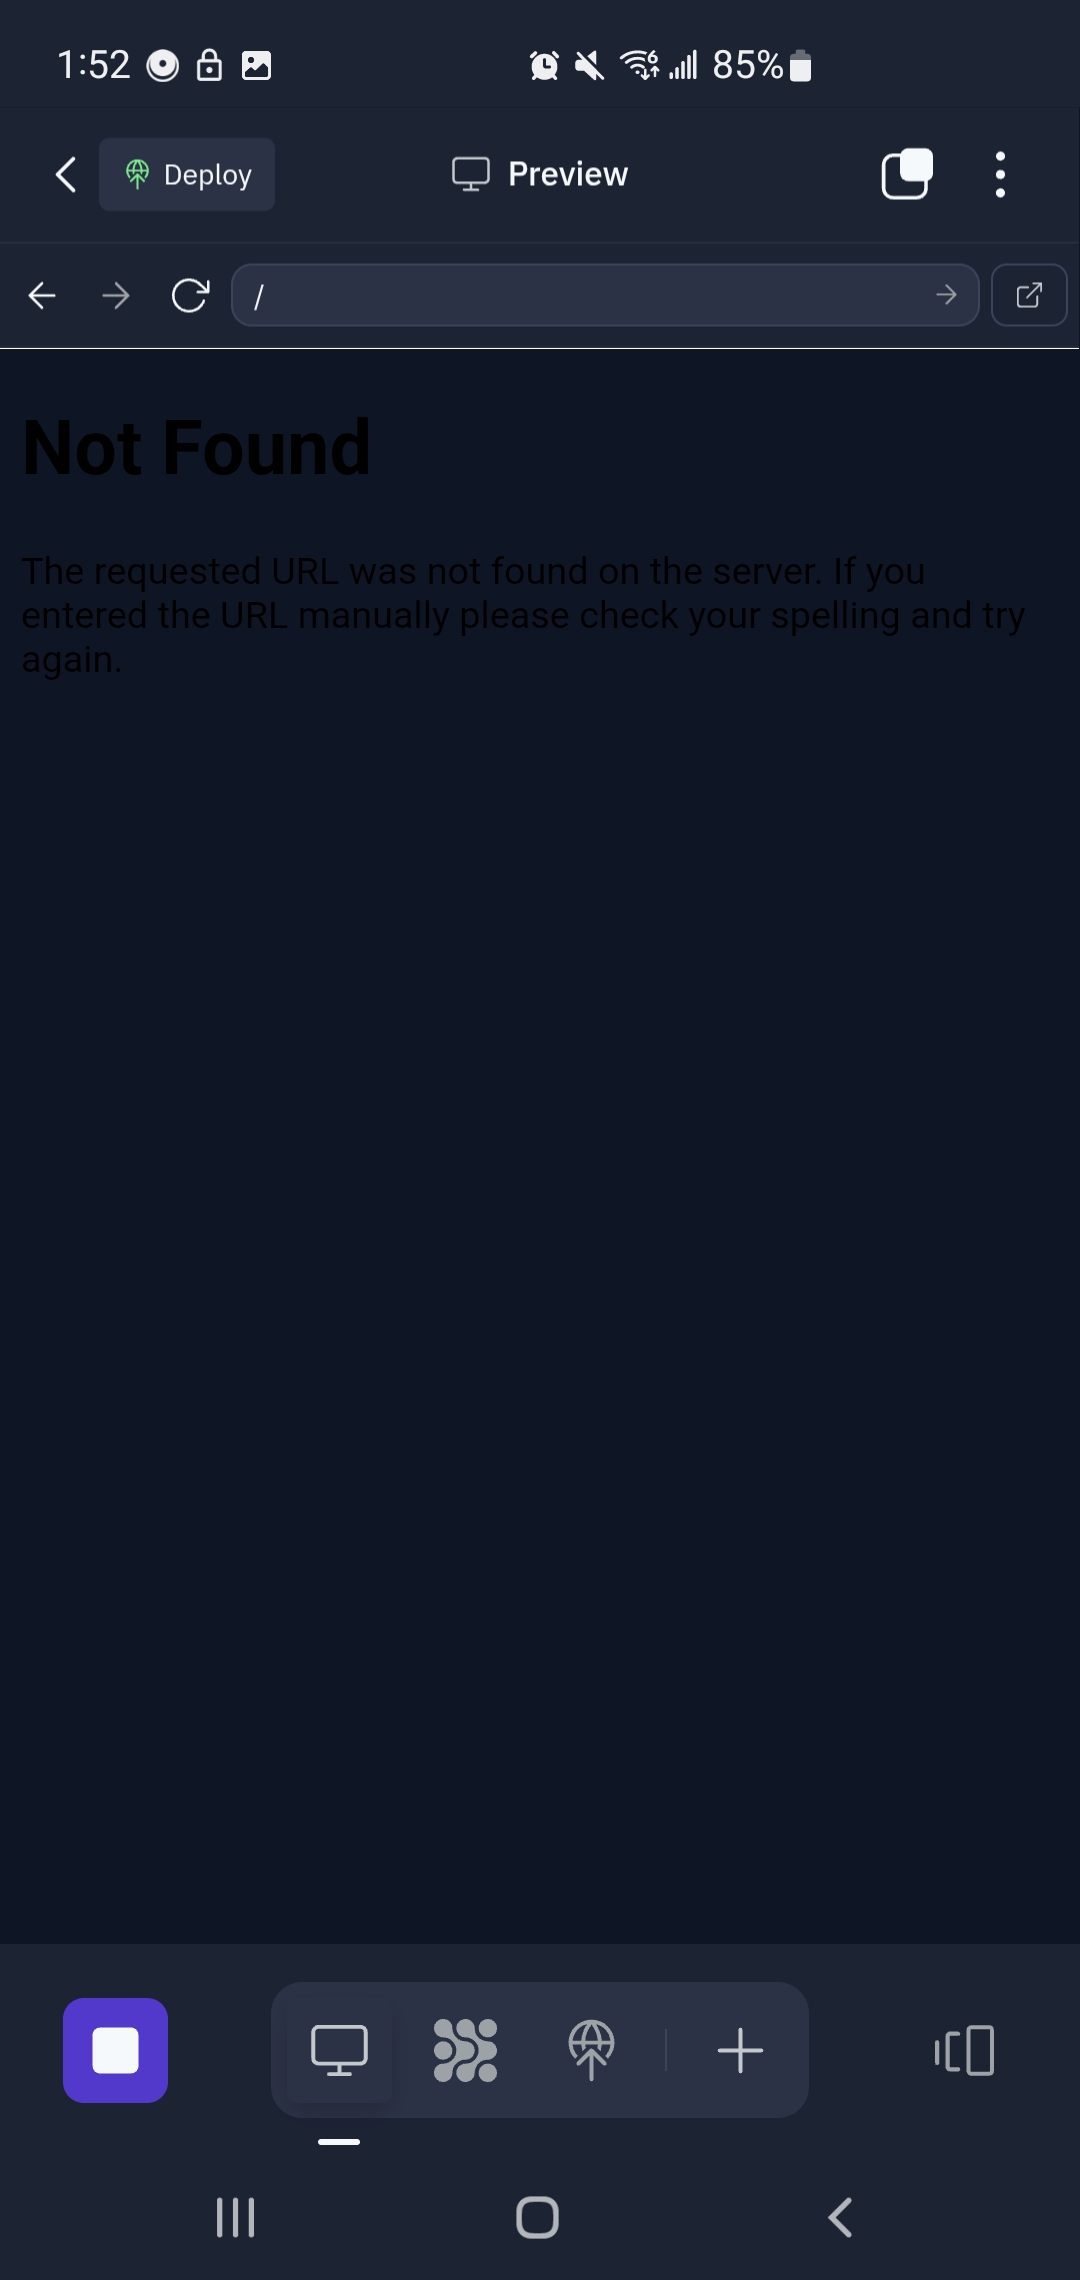 1:52 85%
Deploy Preview
/
Not Found
The requested URL was not found on the server. If you
entered the URL manually please check your spelling and try
again.